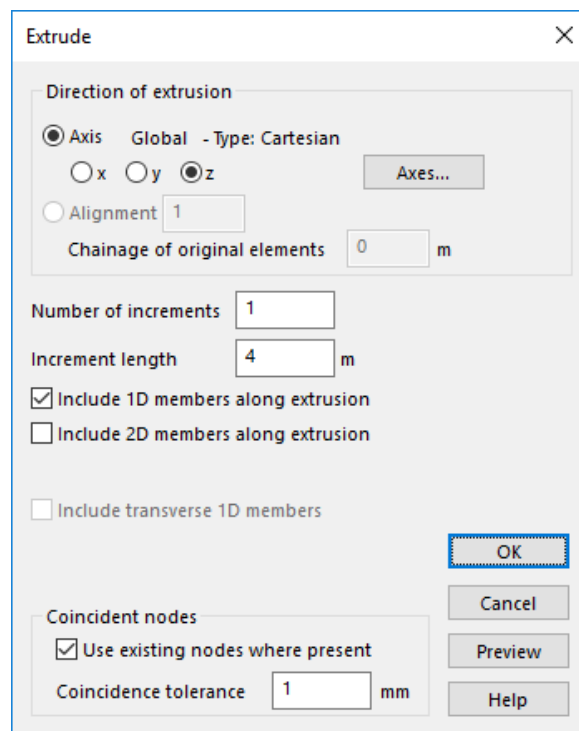 Extrude
Direction of extrusion
Axis Global - Type: Cartesian
x y z Axes...
Alignment 1
Chainage of original elements 0 m
Number of increments 1
Increment length 4 m
Include 1D members along extrusion
Include 2D members along extrusion
Include transverse 1D members
OK
Cancel
Coincident nodes
Use existing nodes where present
Preview
Coincidence tolerance 1 mm
Help